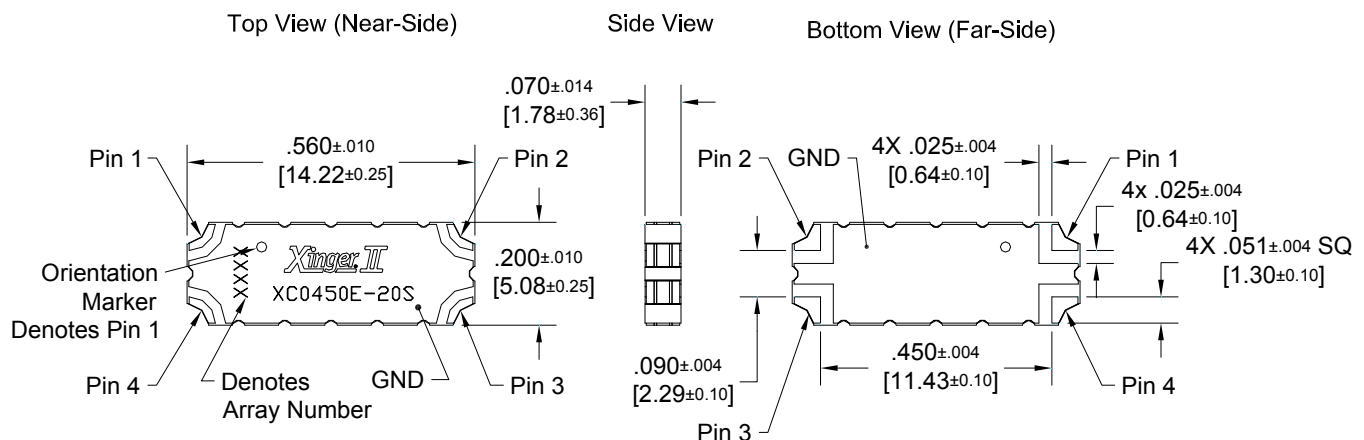 Top View (Near-Side)
Side View
Bottom View (Far-Side)
.070±.014
[1.78±0.36]
.560±.010
[14.22±0.25]
Pin 1
Pin 2
Pin 2
GND
4X .025±.004
[0.64±0.10]
Pin 1
4x .025±.004
[0.64±0.10]
4X .051±.004 SQ
[1.30±0.10]
Orientation
Marker
Denotes Pin 1
XXXX
Xinger II
XC0450E-20S
.200±.010
[5.08±0.25]
Pin 4
Denotes
Array Number
GND
Pin 3
.090±.004
[2.29±0.10]
.450±.004
[11.43±0.10]
Pin 4
Pin 3